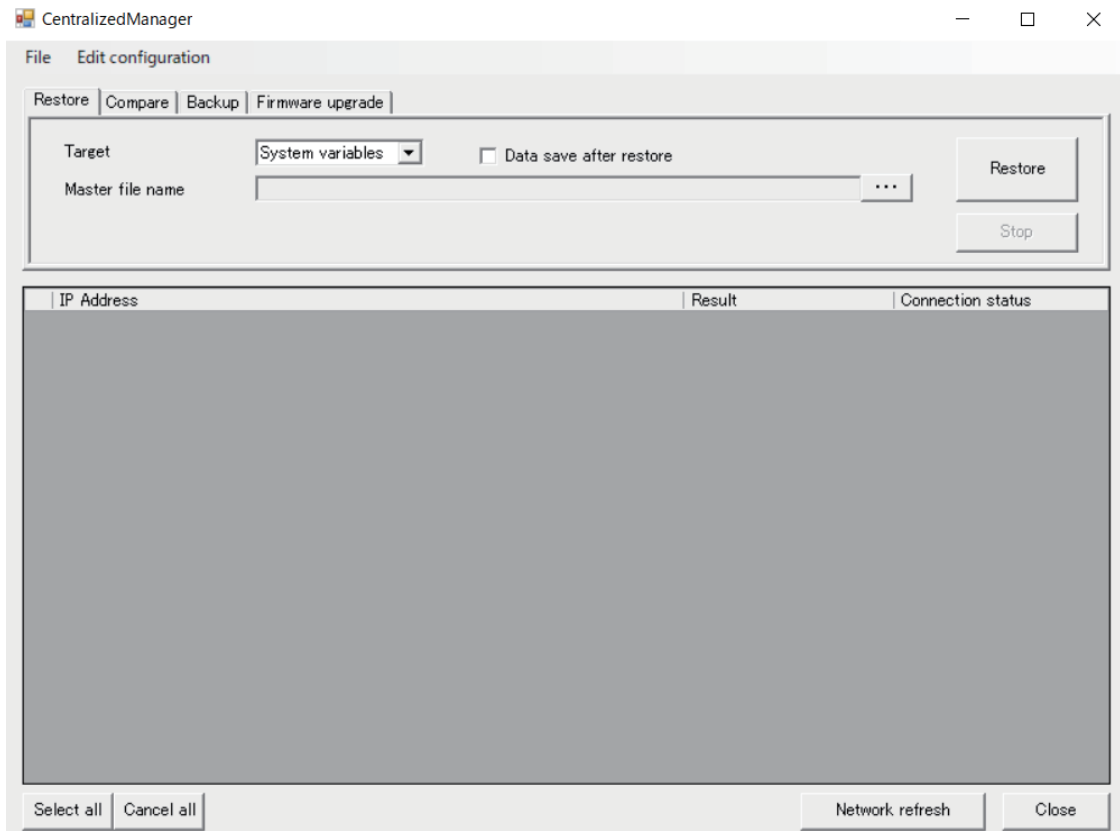 CentralizedManager
File Edit configuration
Restore Compare Backup Firmware upgrade
Target System variables Data save after restore Restore
Master file name ...
Stop
IP Address Result Connection status
Select all Cancel all Network refresh Close